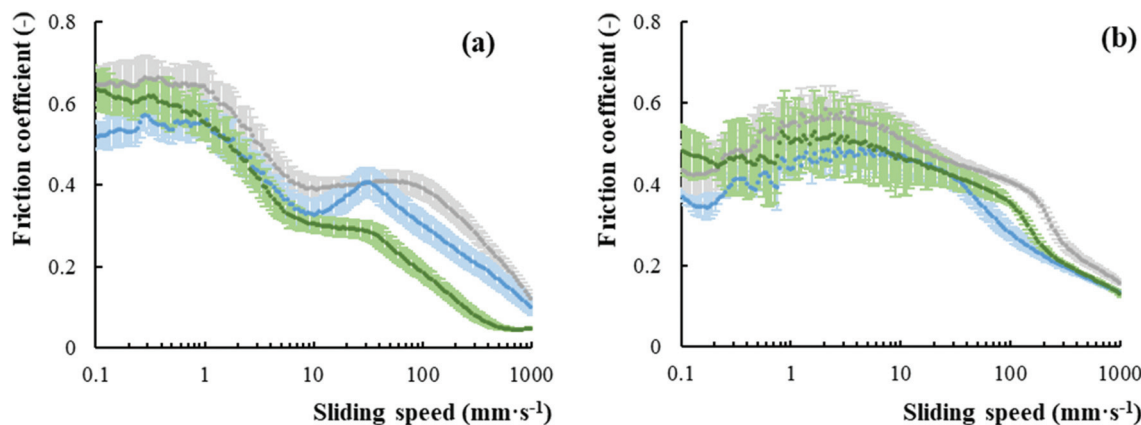 (a)
Friction coefficient (-)
0.8
0.6
0.4
0.2
0
0.1 1 10 100 1000
Sliding speed (mm·s⁻¹)
(b)
Friction coefficient (-)
0.8
0.6
0.4
0.2
0
0.1 1 10 100 1000
Sliding speed (mm·s⁻¹)